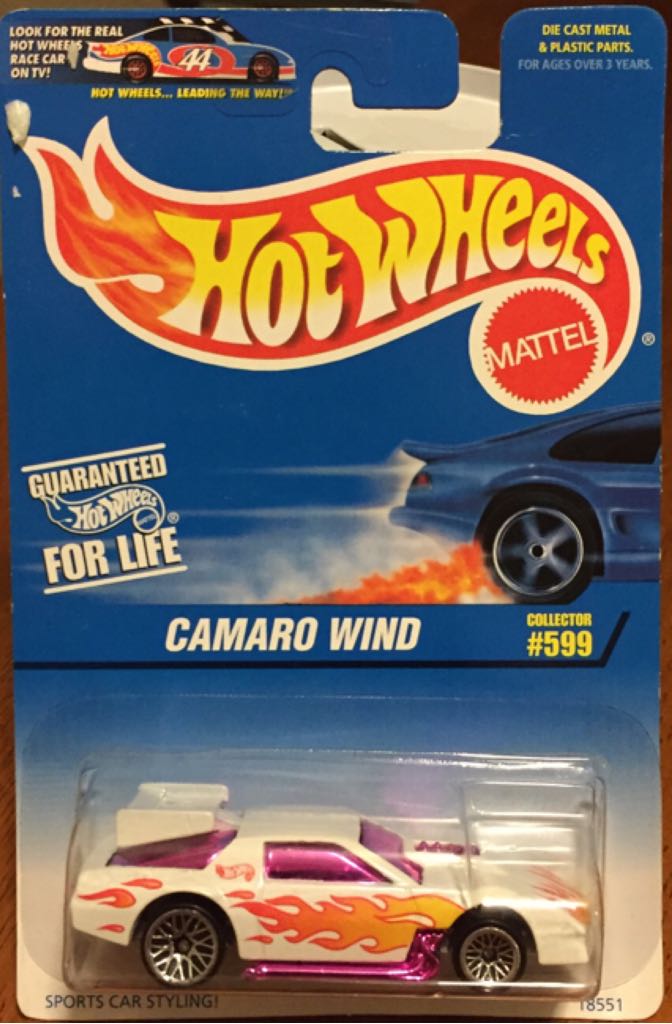 LOOK FOR THE REAL
HOT WHEELS
RACE CAR
ON TV!
44
HOT WHEELS... LEADING THE WAY!
DIE CAST METAL
& PLASTIC PARTS.
FOR AGES OVER 3 YEARS.
HOT WHEELS
MATTEL
®
GUARANTEED
HOT WHEELS
®
FOR LIFE
CAMARO WIND
COLLECTOR
#599
SPORTS CAR STYLING!
18551